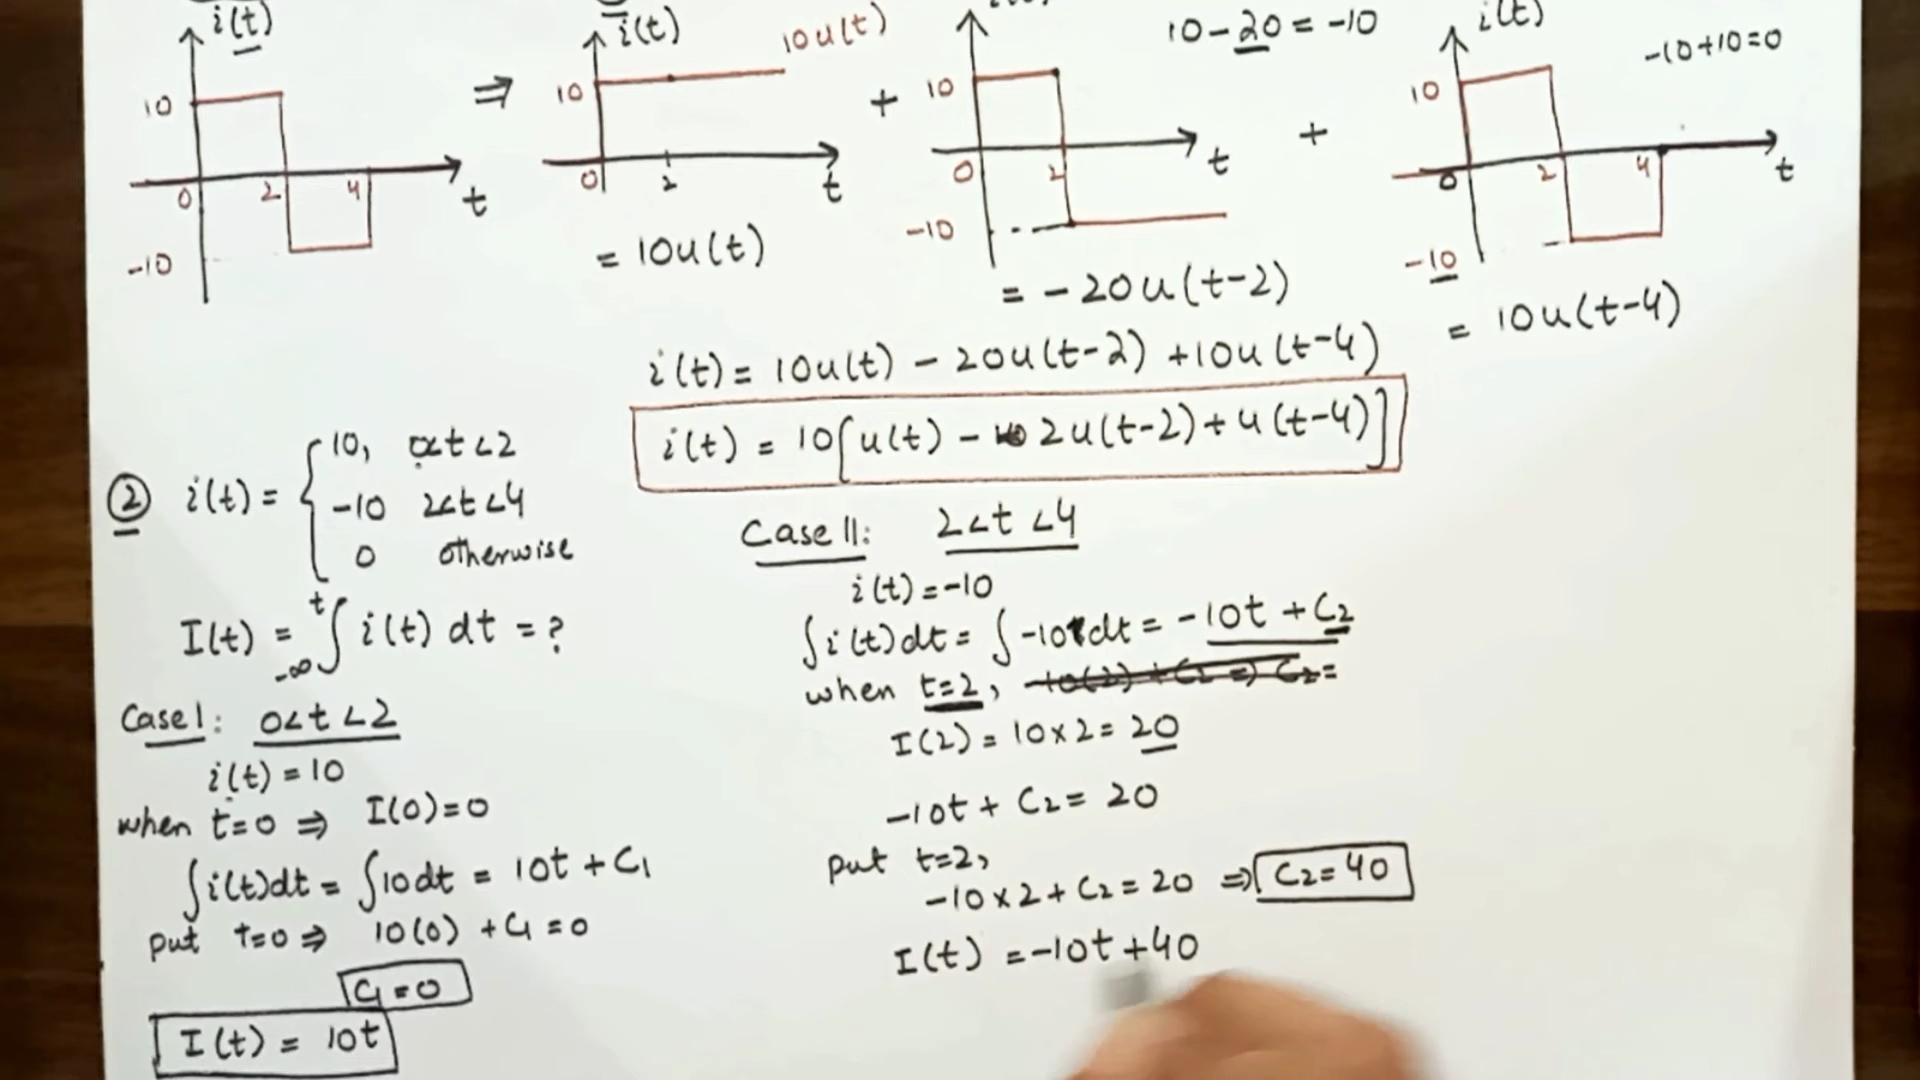 i(t)
10
0
2
4
-10
t
⇒
i(t)
10u(t)
10
0
2
t
= 10u(t)
+
10-20 = -10
10
0
2
-10
t
= -20u(t-2)
+
i(t)
-10+10=0
10
0
2
4
-10
t
= 10u(t-4)
i(t) = 10u(t) - 20u(t-2) + 10u(t-4)
i(t) = 10[u(t) - 2u(t-2) + u(t-4)]
② i(t) = { 10, 0<t<2
-10 2<t<4
0 otherwise
I(t) = ∫_{-∞}^{t} i(t) dt = ?
Case I: 0<t<2
i(t) = 10
when t=0 ⇒ I(0)=0
∫i(t)dt = ∫10dt = 10t + C1
put t=0 ⇒ 10(0) + C1 = 0
C1 = 0
I(t) = 10t
Case II: 2<t<4
i(t) = -10
∫i(t)dt = ∫-10dt = -10t + C2
when t=2, -10(2) + C2 ⇒ C2=
I(2) = 10×2 = 20
-10t + C2 = 20
put t=2,
-10×2 + C2 = 20 ⇒ C2 = 40
I(t) = -10t + 40